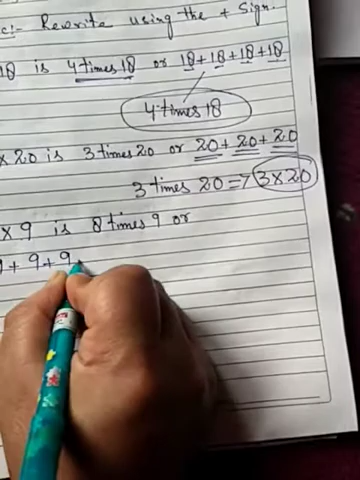 :- Rewrite using the + Sign.
18 is 4 times 18 or 18+18+18+18
4 times 18
x 20 is 3 times 20 or 20+20+20
3 times 20 => 3x20
x 9 is 8 times 9 or
+ 9 + 9